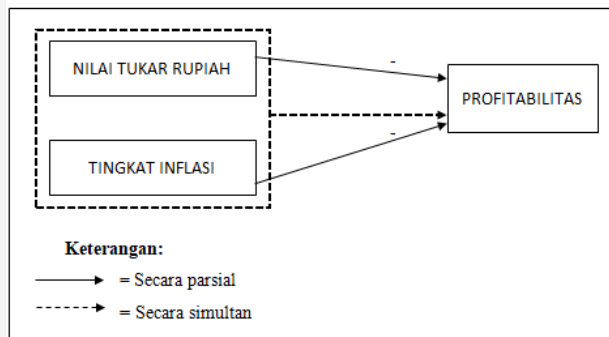 NILAI TUKAR RUPIAH
-
PROFITABILITAS
-
TINGKAT INFLASI
Keterangan:
= Secara parsial
= Secara simultan